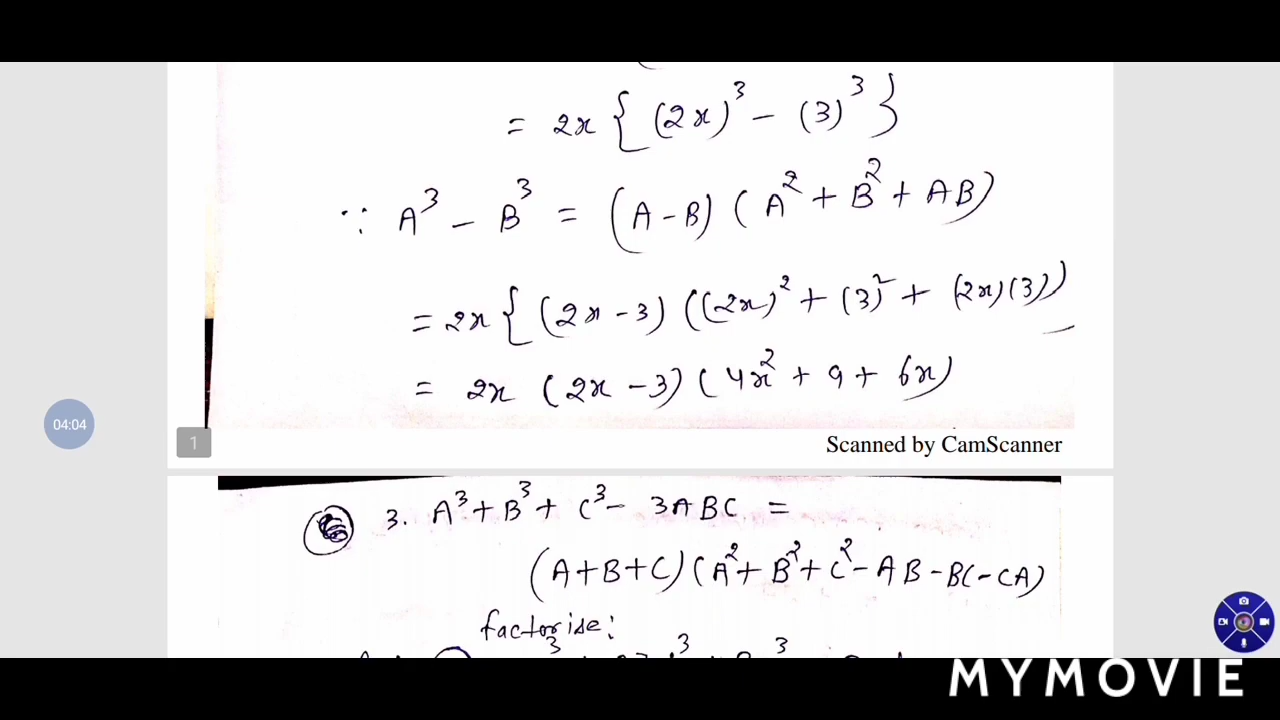 = 2x { (2x)³ - (3)³ }
∵ A³ - B³ = (A-B) (A² + B² + AB)
= 2x { (2x-3) ((2x)² + (3)² + (2x)(3))
= 2x (2x-3) (4x² + 9 + 6x)
04:04
1
Scanned by CamScanner
3. A³ + B³ + C³ - 3ABC =
(A+B+C) (A² + B² + C² - AB - BC - CA)
factorise:
MYMOVIE